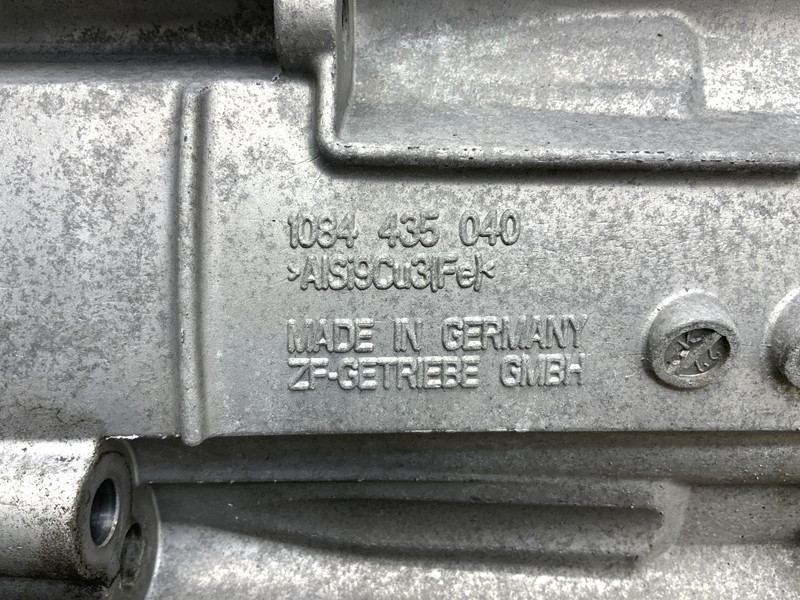 1084 435 040
>AlSi9Cu3(Fe)<
MADE IN GERMANY
ZF-GETRIEBE GMBH